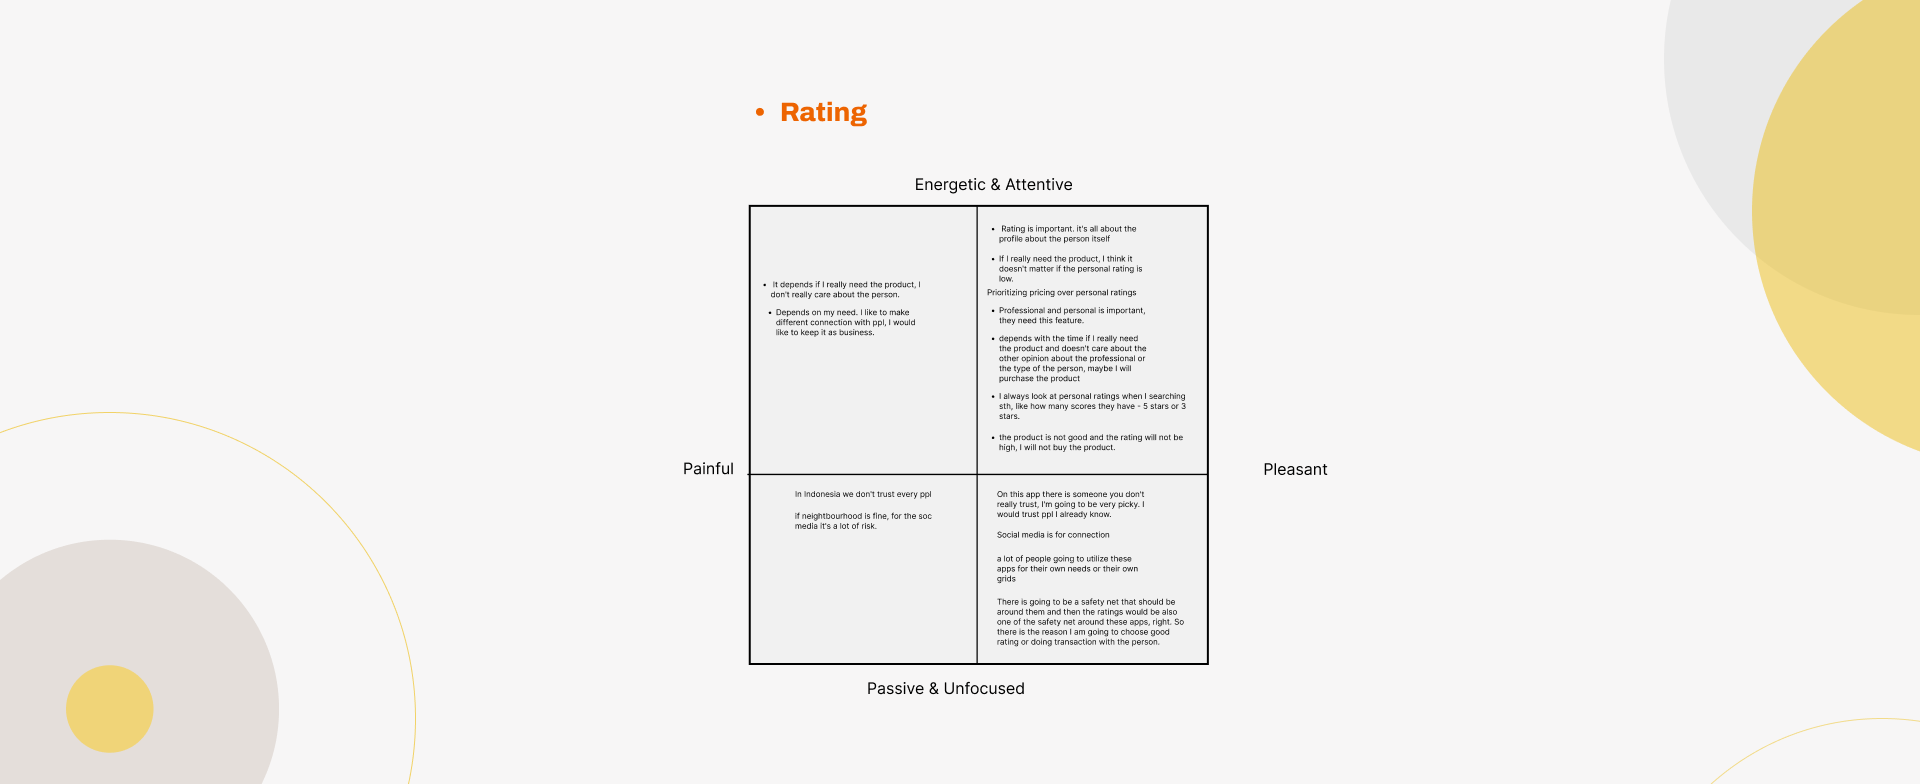 • Rating
Energetic & Attentive
• It depends if I really need the product, I
don't really care about the person.
• Depends on my need. I like to make
different connection with ppl, I would
like to keep it as business.
• Rating is important. it's all about the
profile about the person itself
• If I really need the product, I think it
doesn't matter if the personal rating is
low.
Prioritizing pricing over personal ratings
• Professional and personal is important,
they need this feature.
• depends with the time if I really need
the product and doesn't care about the
other opinion about the professional or
the type of the person, maybe I will
purchase the product
• I always look at personal ratings when I searching
sth, like how many scores they have - 5 stars or 3
stars.
• the product is not good and the rating will not be
high, I will not buy the product.
Painful
Pleasant
In Indonesia we don't trust every ppl
if neightbourhood is fine, for the soc
media it's a lot of risk.
On this app there is someone you don't
really trust, I'm going to be very picky. I
would trust ppl I already know.
Social media is for connection
a lot of people going to utilize these
apps for their own needs or their own
grids
There is going to be a safety net that should be
around them and then the ratings would be also
one of the safety net around these apps, right. So
there is the reason I am going to choose good
rating or doing transaction with the person.
Passive & Unfocused